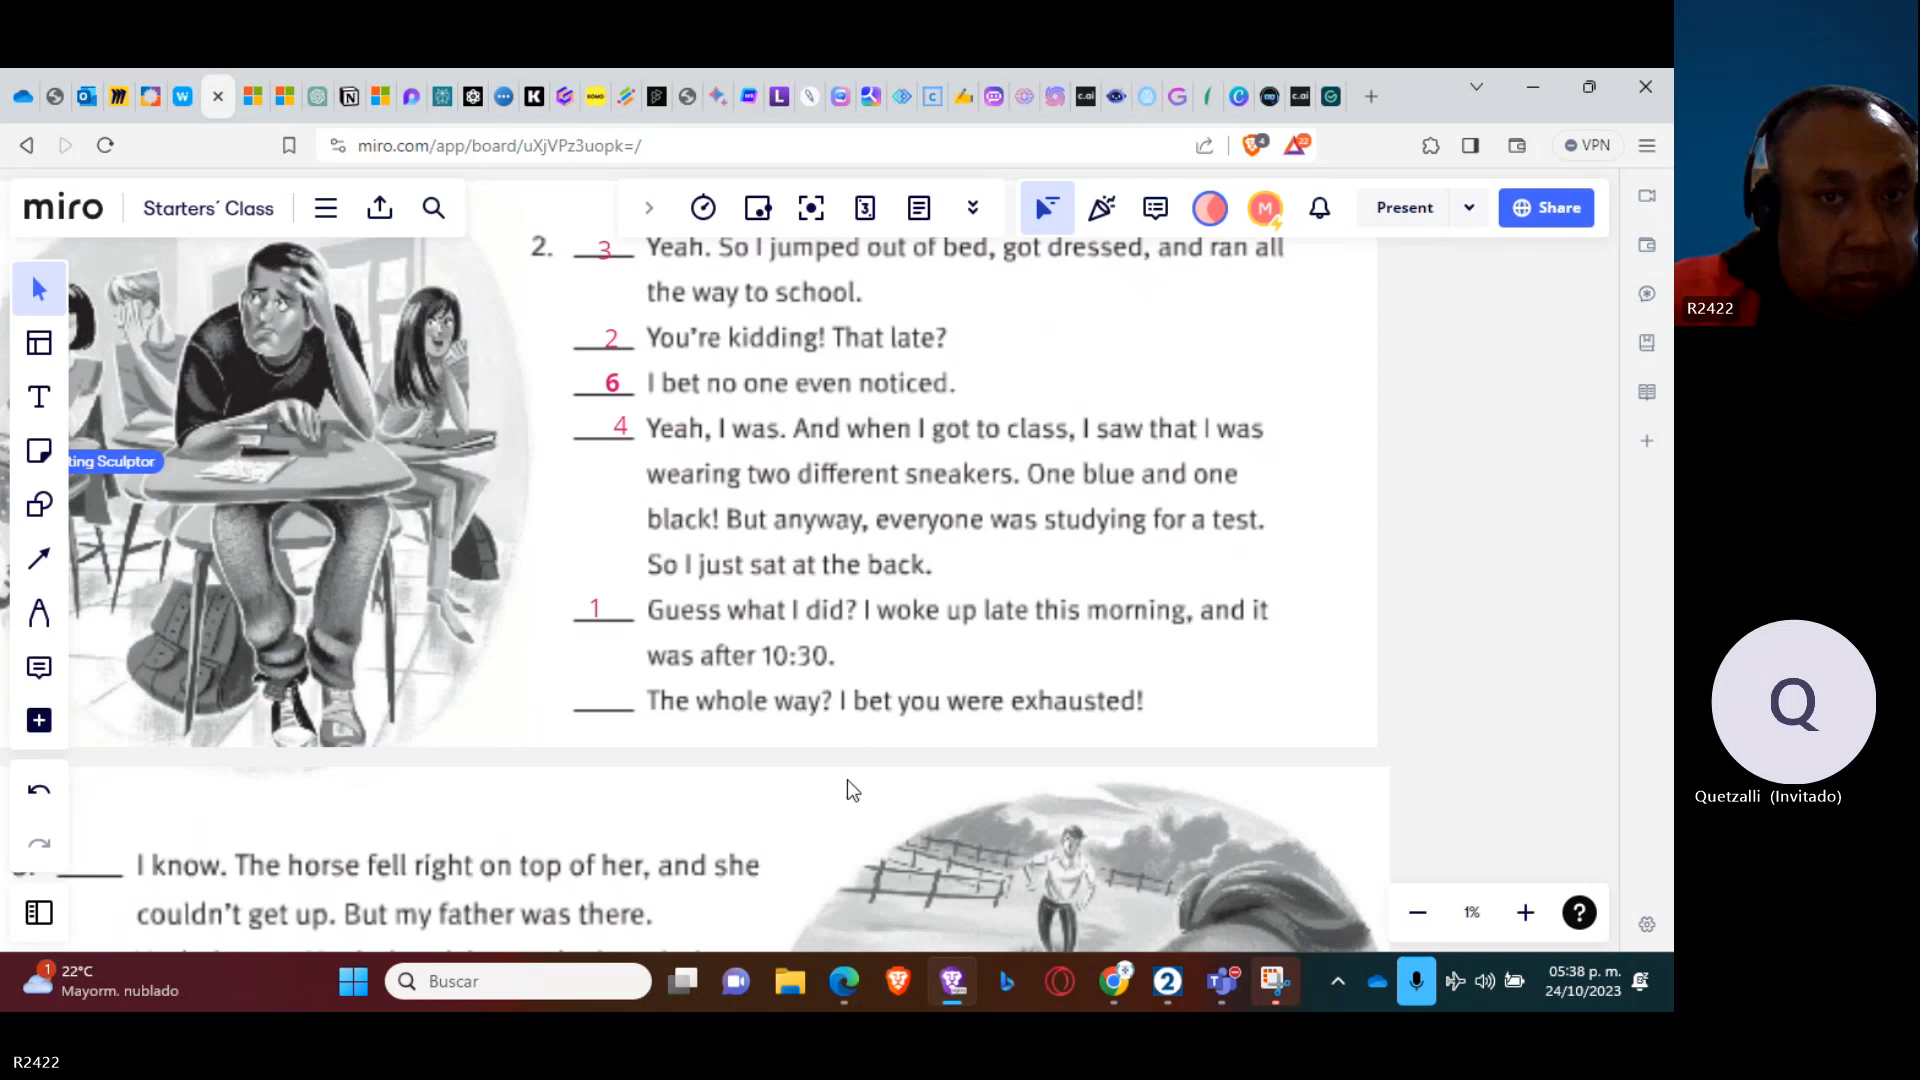 miro.com/app/board/uXjVPz3uopk=/
4
22
VPN
miro
Starters´ Class
3
M
Present
Share
2.
3
Yeah. So I jumped out of bed, got dressed, and ran all
the way to school.
2
You're kidding! That late?
6
I bet no one even noticed.
4
Yeah, I was. And when I got to class, I saw that I was
wearing two different sneakers. One blue and one
black! But anyway, everyone was studying for a test.
So I just sat at the back.
ting Sculptor
1
Guess what I did? I woke up late this morning, and it
was after 10:30.
The whole way? I bet you were exhausted!
I know. The horse fell right on top of her, and she
couldn't get up. But my father was there.
1%
?
1
22°C
Mayorm. nublado
Buscar
05:38 p. m.
24/10/2023
R2422
Q
Quetzalli (Invitado)
R2422